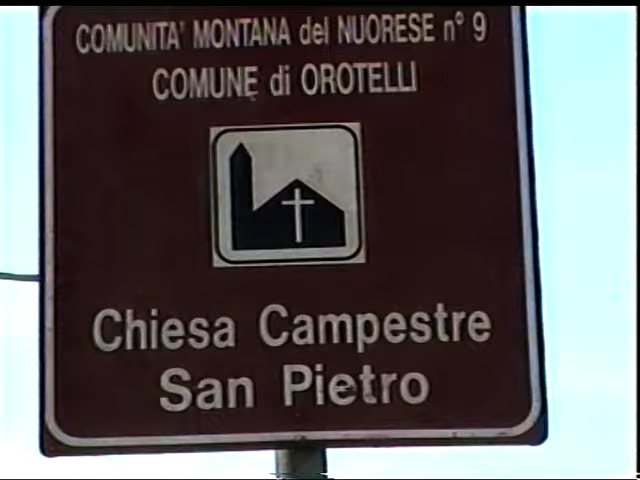 COMUNITA' MONTANA del NUORESE n° 9
COMUNE di OROTELLI
Chiesa Campestre
San Pietro